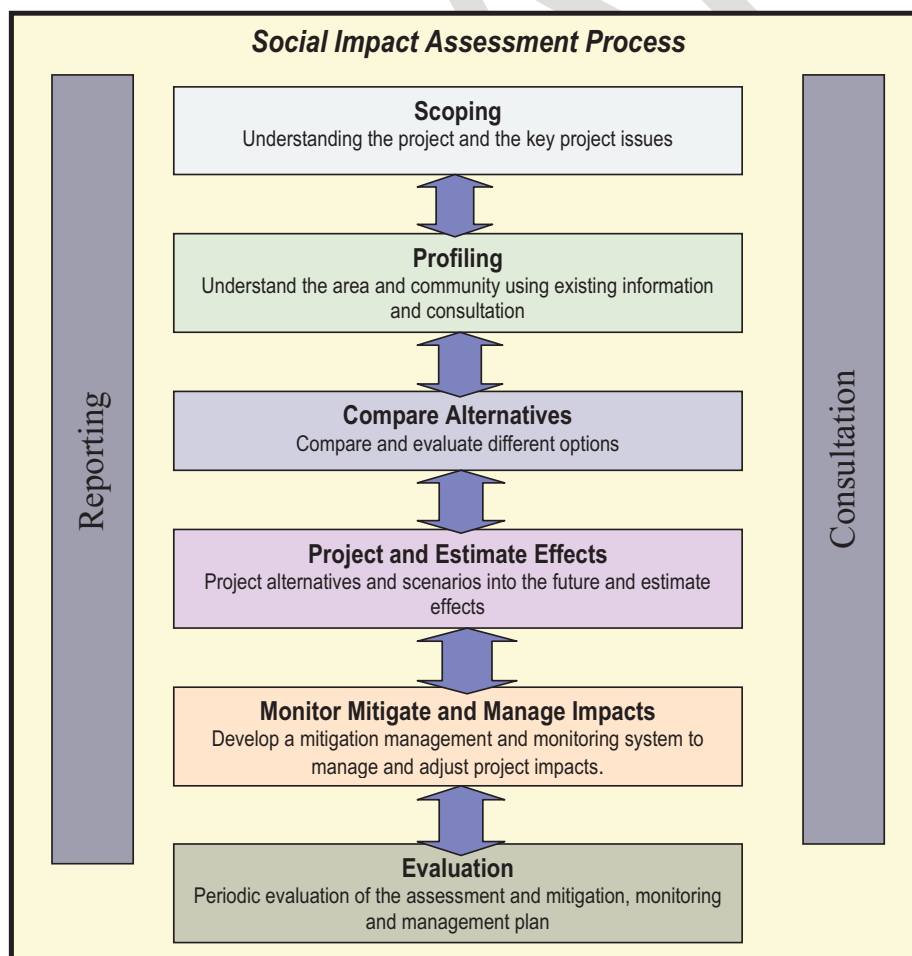 Social Impact Assessment Process
Reporting
Scoping
Understanding the project and the key project issues
Profiling
Understand the area and community using existing information
and consultation
Compare Alternatives
Compare and evaluate different options
Project and Estimate Effects
Project alternatives and scenarios into the future and estimate
effects
Monitor Mitigate and Manage Impacts
Develop a mitigation management and monitoring system to
manage and adjust project impacts.
Evaluation
Periodic evaluation of the assessment and mitigation, monitoring
and management plan
Consultation